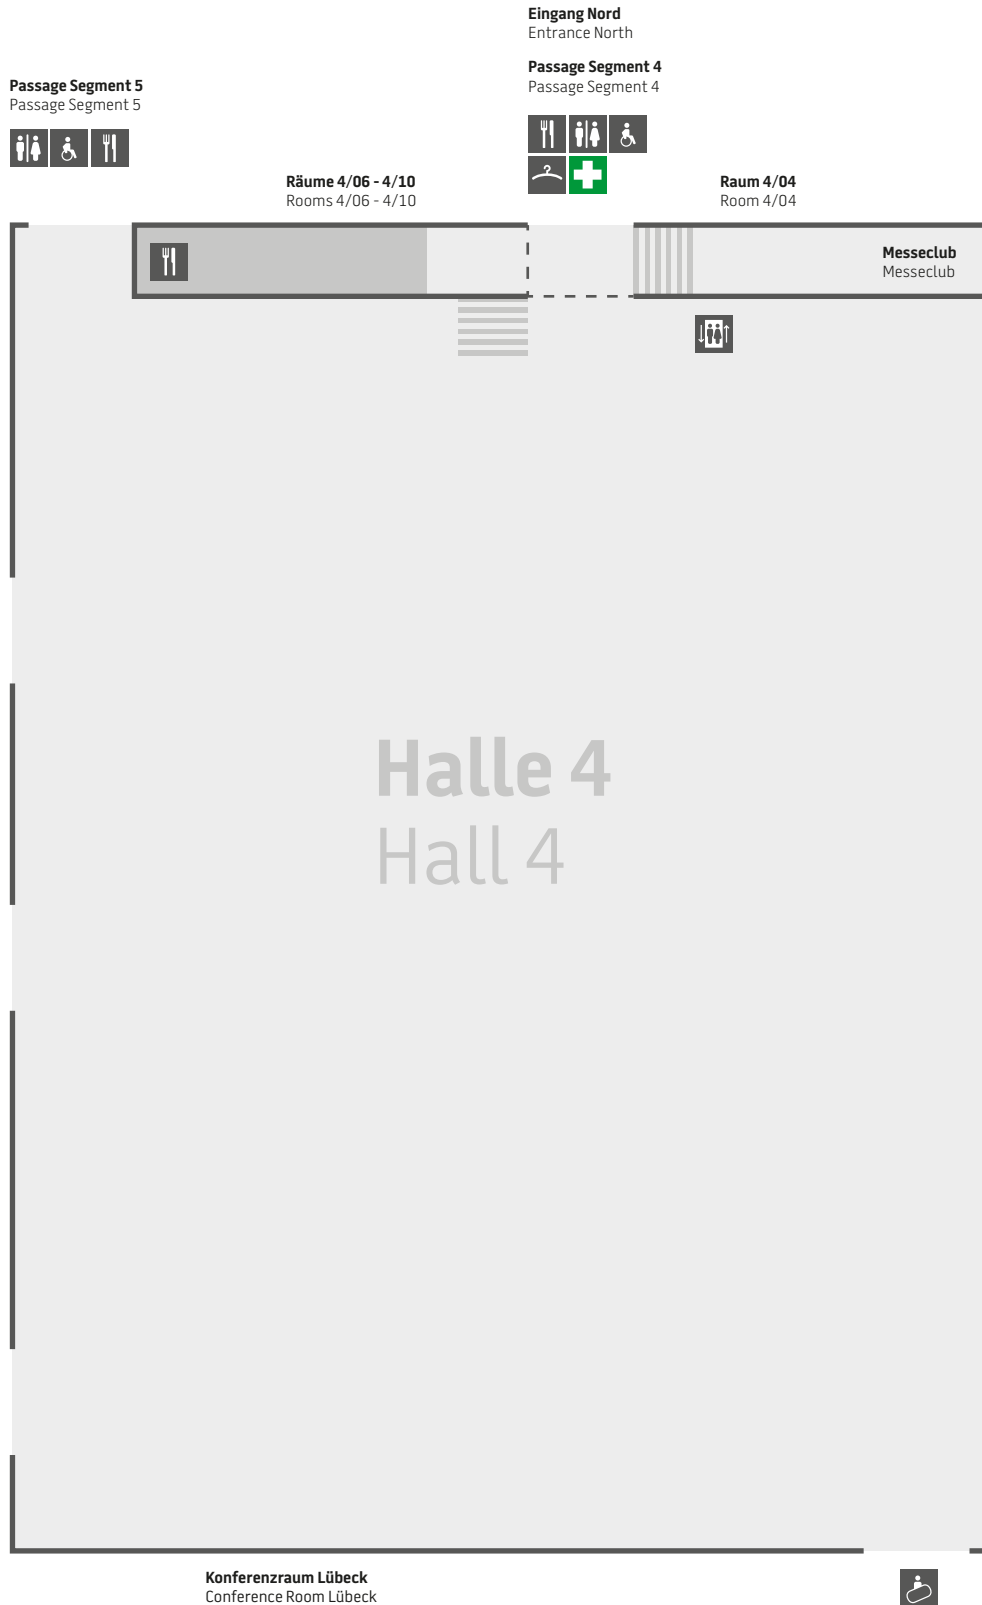 Eingang Nord
Entrance North
Passage Segment 4
Passage Segment 4
Passage Segment 5
Passage Segment 5
Räume 4/06 - 4/10
Rooms 4/06 - 4/10
Raum 4/04
Room 4/04
Messeclub
Messeclub
Halle 4
Hall 4
Konferenzraum Lübeck
Conference Room Lübeck